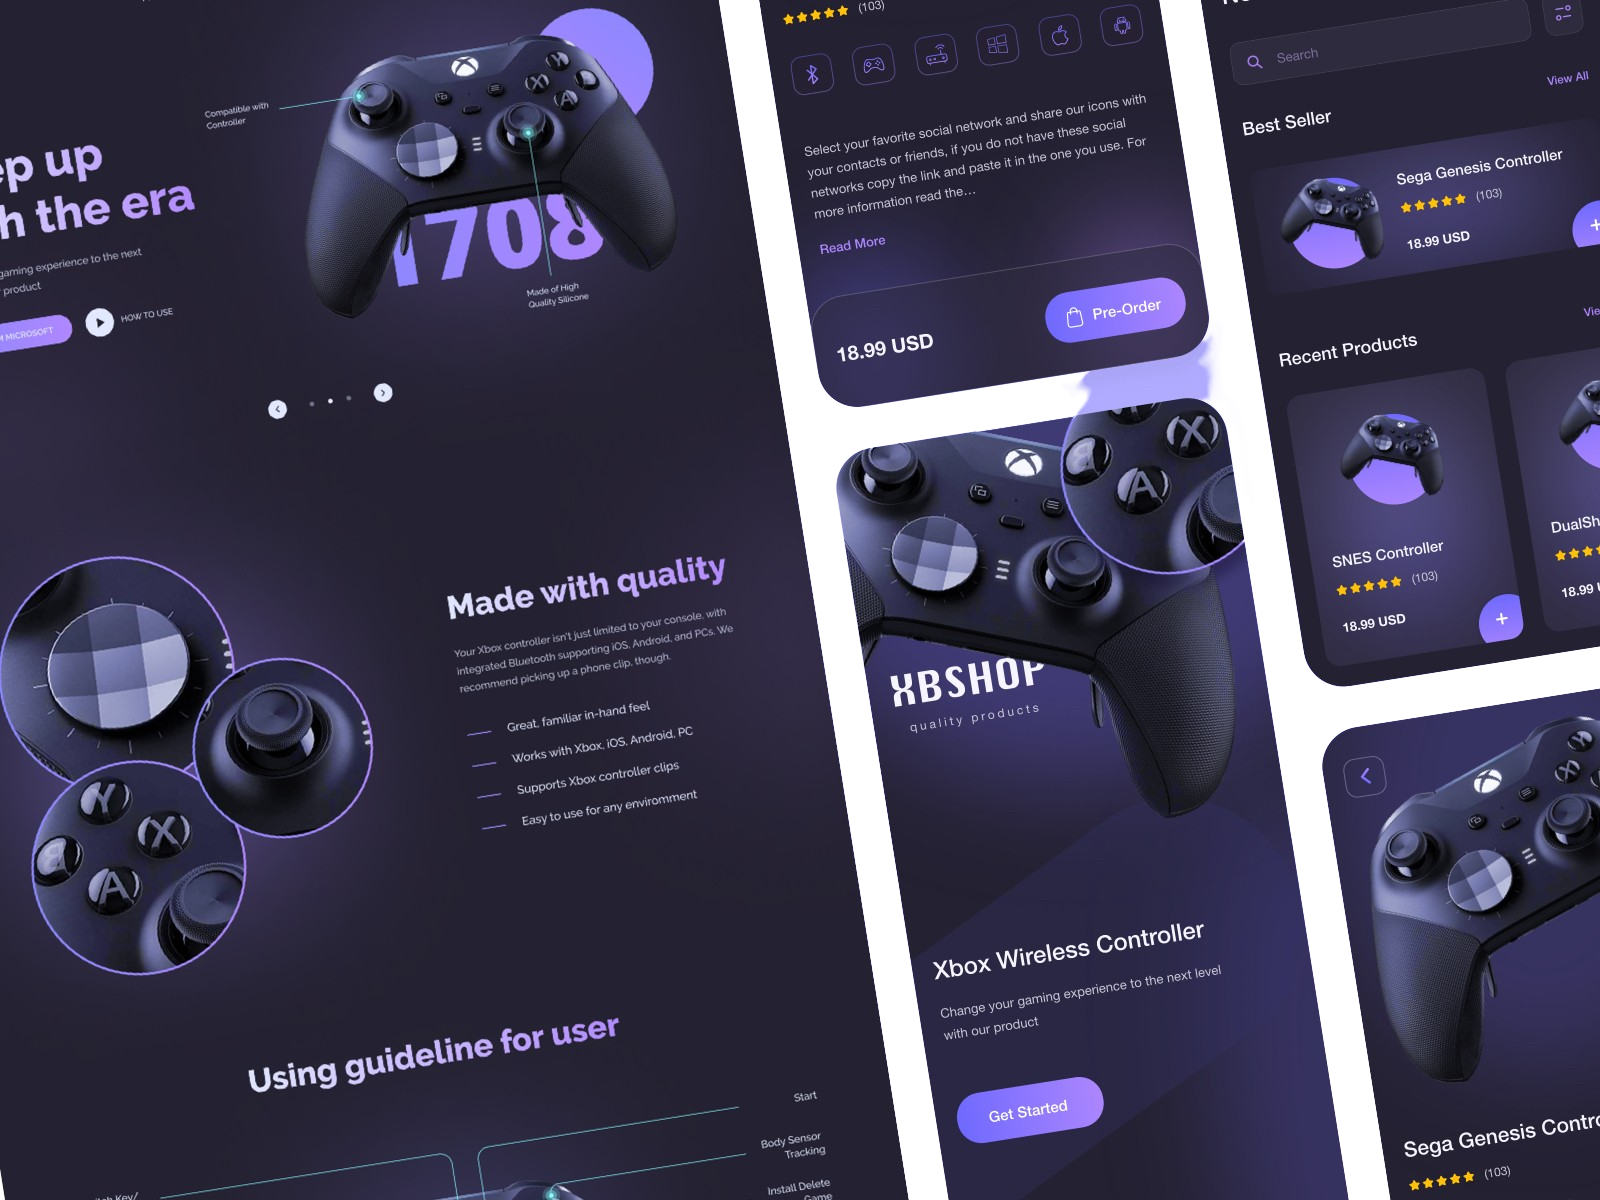 ep up
h the era
gaming experience to the next
product
M MICROSOFT
HOW TO USE
Compatible with
Controller
1708
Made of High
Quality Silicone
Y
X
A
Made with quality
Your Xbox controller isn't just limited to your console, with
integrated Bluetooth supporting iOS, Android, and PCs. We
recommend picking up a phone clip, though.
Great, familiar in-hand feel
Works with Xbox, iOS, Android, PC
Supports Xbox controller clips
Easy to use for any enviromment
Y
X
B
A
Using guideline for user
Start
Body Sensor
Tracking
Install Delete
Game
itch Key/
(103)
Select your favorite social network and share our icons with
your contacts or friends, if you do not have these social
networks copy the link and paste it in the one you use. For
more information read the...
Read More
18.99 USD
Pre-Order
X
B
A
XBSHOP
quality products
Xbox Wireless Controller
Change your gaming experience to the next level
with our product
Get Started
Search
View All
Best Seller
Sega Genesis Controller
(103)
18.99 USD
+
Vie
Recent Products
SNES Controller
(103)
18.99 USD
+
DualSh
18.99 U
Sega Genesis Contro
(103)